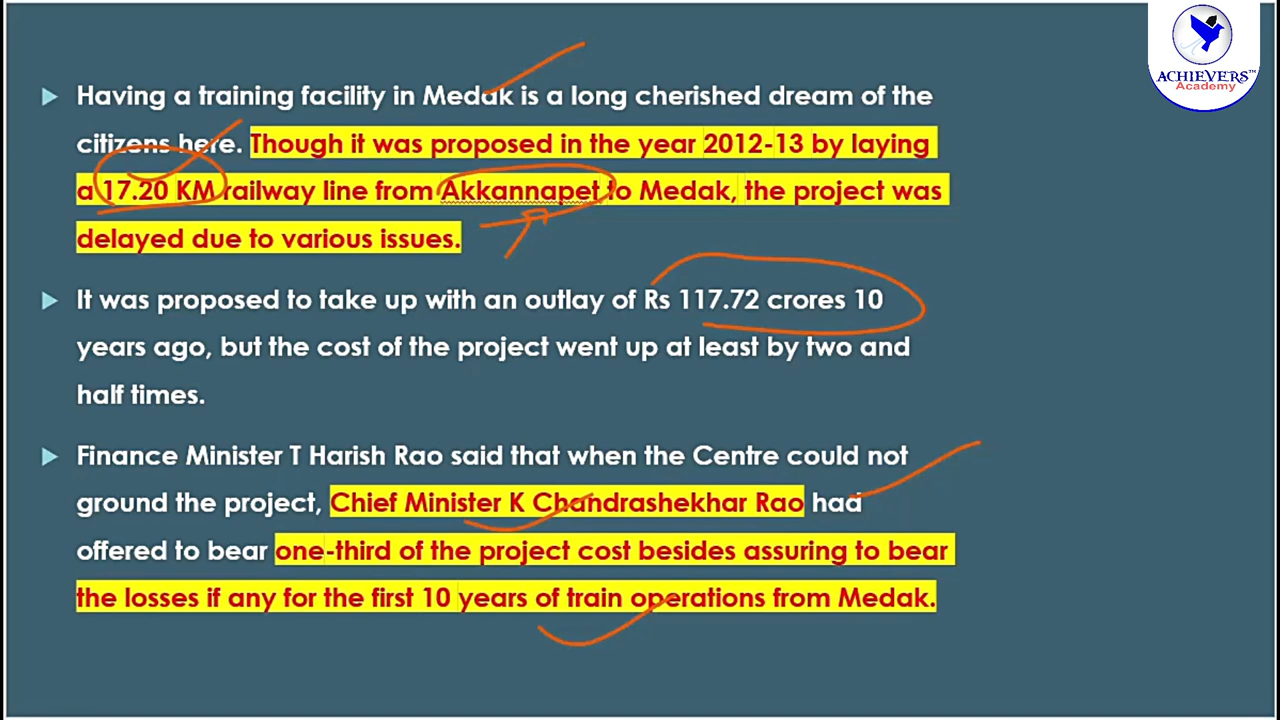 ACHIEVERS™
Academy
Having a training facility in Medak is a long cherished dream of the
citizens here. Though it was proposed in the year 2012-13 by laying
a 17.20 KM railway line from Akkannapet to Medak, the project was
delayed due to various issues.
It was proposed to take up with an outlay of Rs 117.72 crores 10
years ago, but the cost of the project went up at least by two and
half times.
Finance Minister T Harish Rao said that when the Centre could not
ground the project, Chief Minister K Chandrashekhar Rao had
offered to bear one-third of the project cost besides assuring to bear
the losses if any for the first 10 years of train operations from Medak.